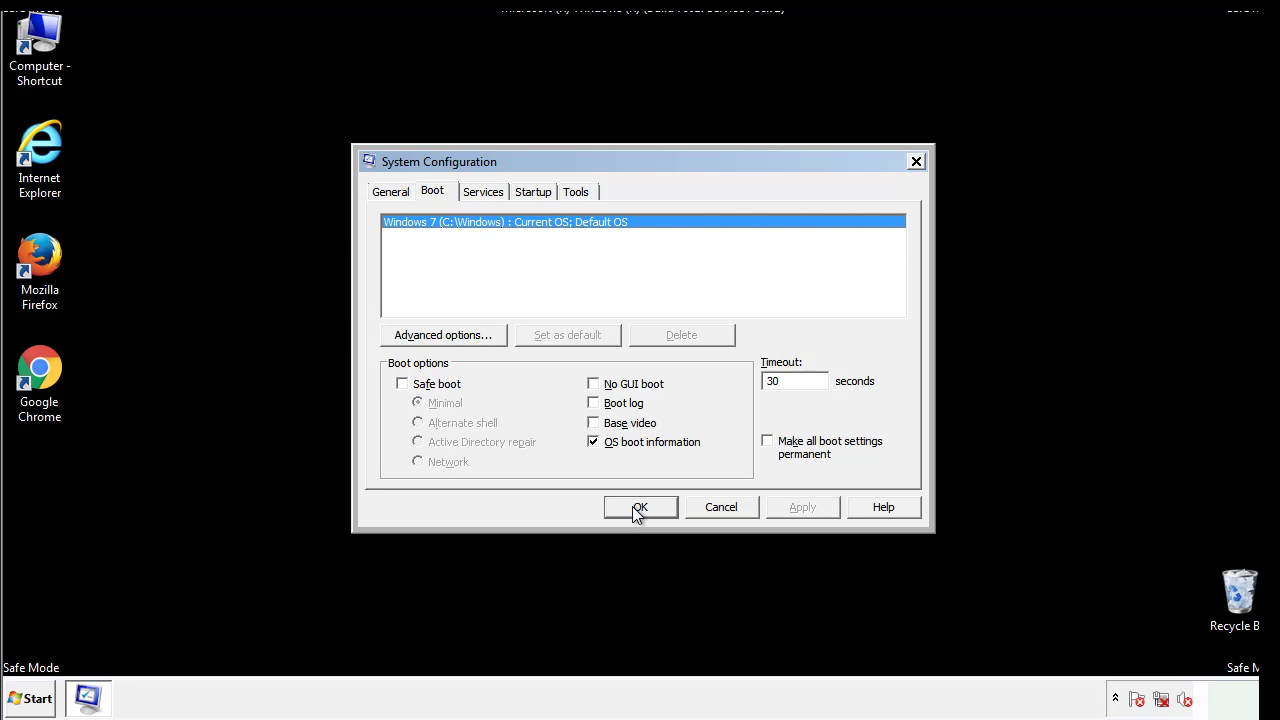 Computer -
Shortcut
Internet
Explorer
Mozilla
Firefox
Google
Chrome
System Configuration
General
Boot
Services
Startup
Tools
Windows 7 (C:\Windows) : Current OS; Default OS
Advanced options...
Set as default
Delete
Boot options
Safe boot
Minimal
Alternate shell
Active Directory repair
Network
No GUI boot
Boot log
Base video
OS boot information
Timeout:
30 seconds
Make all boot settings
permanent
OK
Cancel
Apply
Help
Recycle B
Safe Mode
Safe M
Start